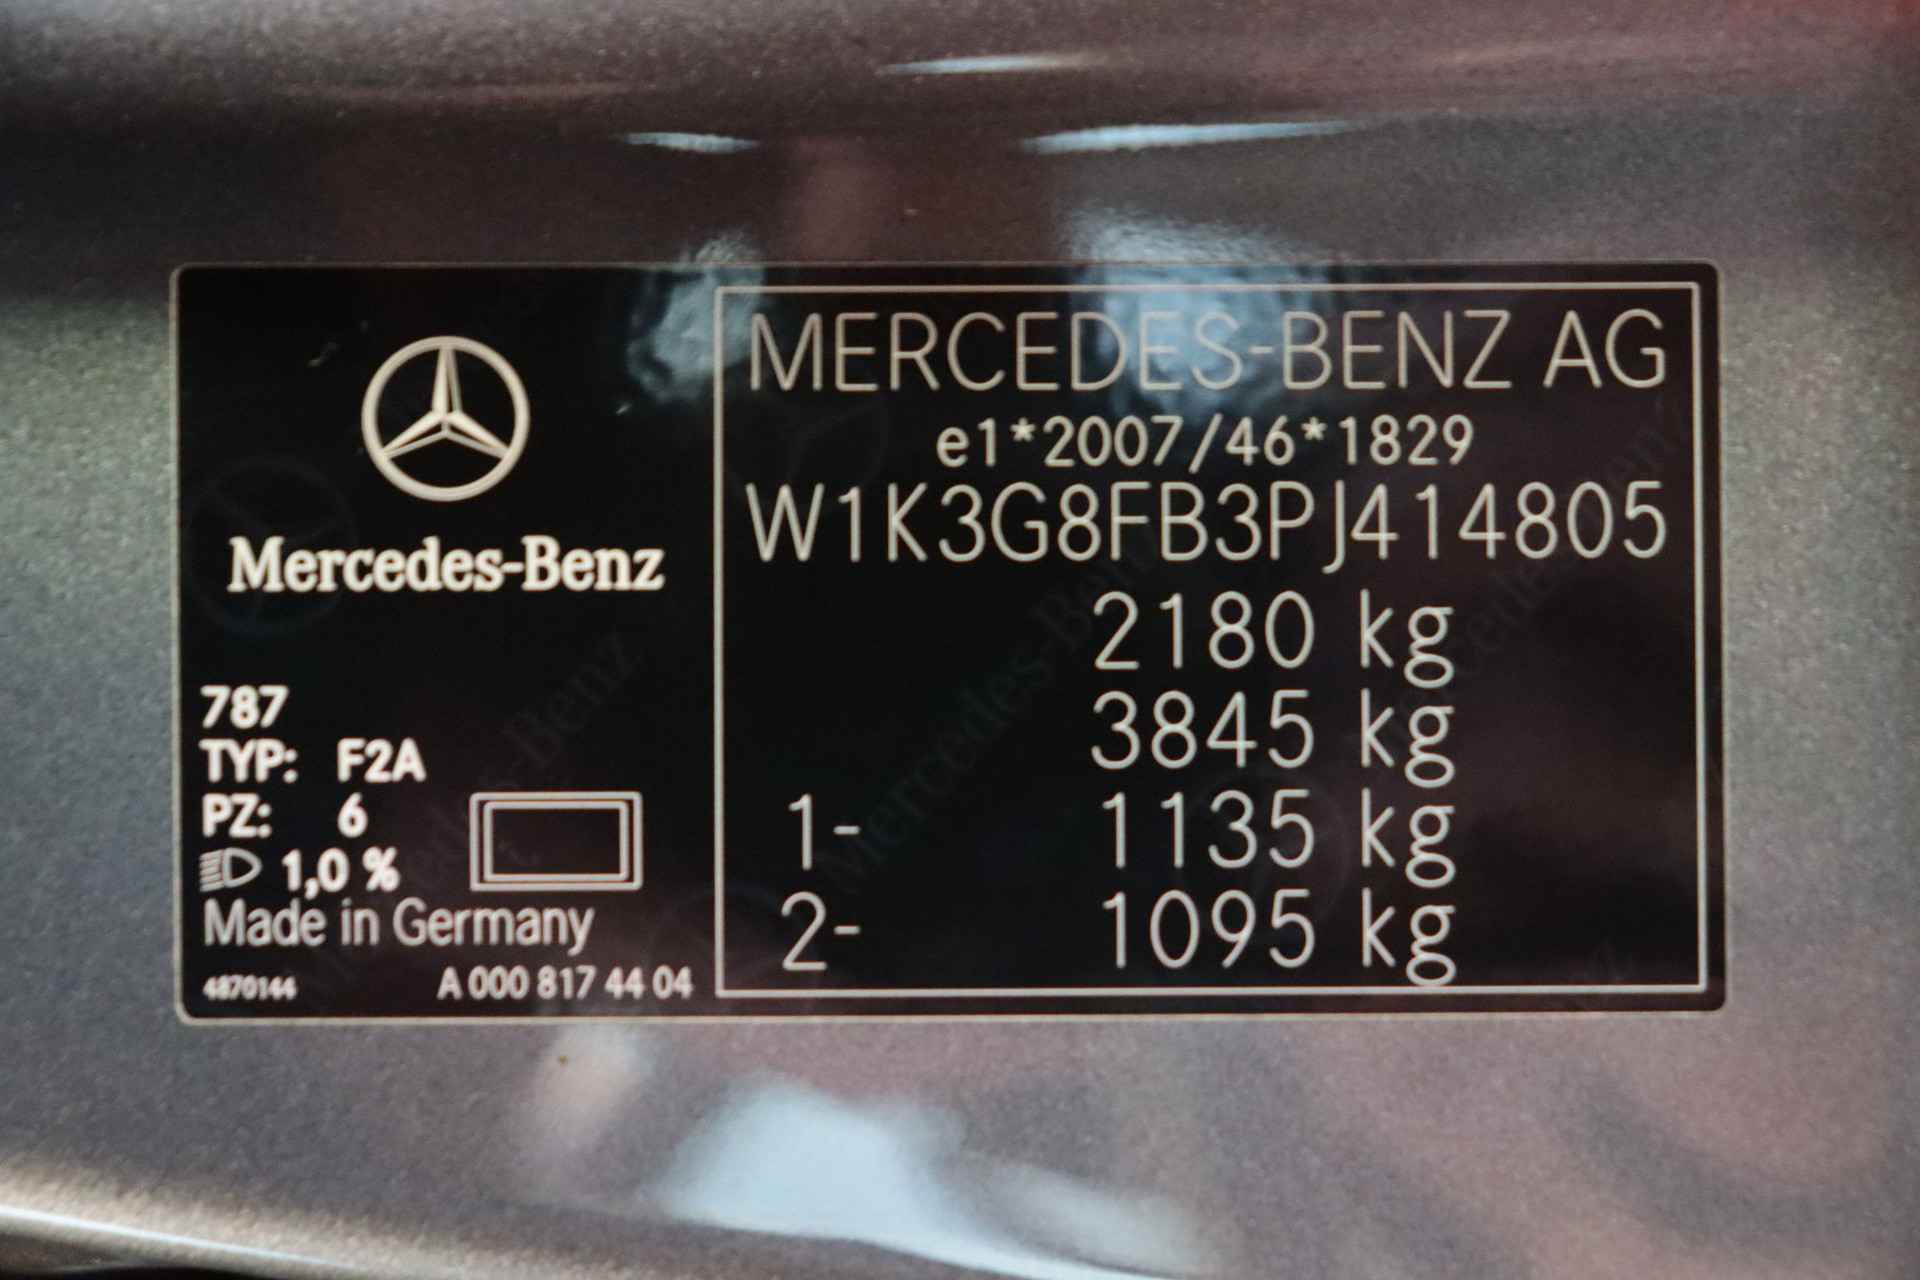 Mercedes-Benz
787
TYP: F2A
PZ: 6
1,0 %
Made in Germany
4870144 A 000 817 44 04
MERCEDES-BENZ AG
e1*2007/46*1829
W1K3G8FB3PJ414805
2180 kg
3845 kg
1- 1135 kg
2- 1095 kg